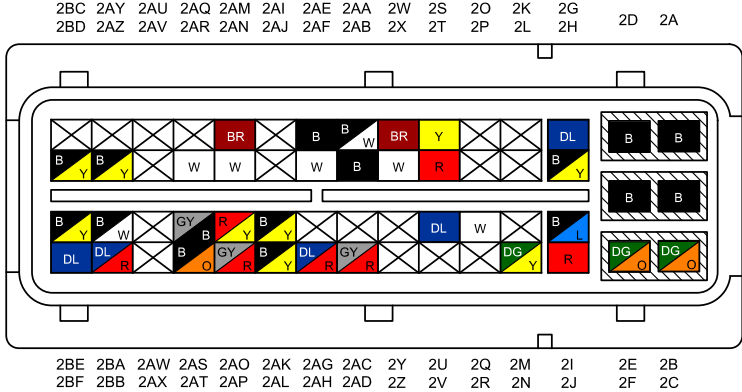 2BC 2AY 2AU 2AQ 2AM 2AI 2AE 2AA 2W 2S 2O 2K 2G
2BD 2AZ 2AV 2AR 2AN 2AJ 2AF 2AB 2X 2T 2P 2L 2H
2D 2A
BR B B W BR Y DL B B
B Y B Y W W W B W R B Y
B B
B Y B W GY B R Y B Y DL W B L
DL DL R B O GY R B Y DL R GY R DG Y R DG O DG O
2BE 2BA 2AW 2AS 2AO 2AK 2AG 2AC 2Y 2U 2Q 2M 2I 2E 2B
2BF 2BB 2AX 2AT 2AP 2AL 2AH 2AD 2Z 2V 2R 2N 2J 2F 2C